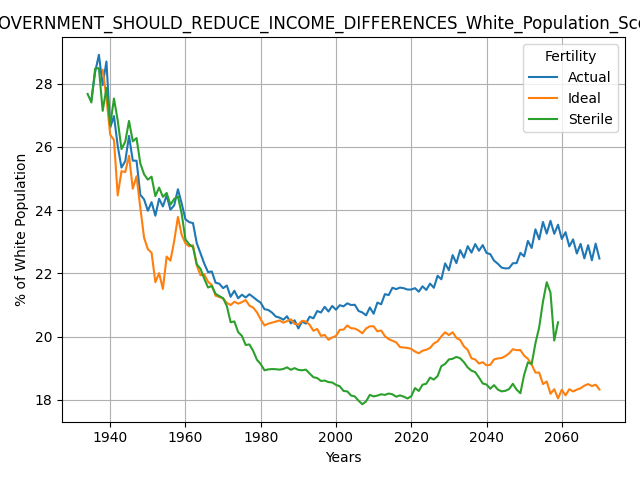 OVERNMENT_SHOULD_REDUCE_INCOME_DIFFERENCES_White_Population_Sco
Fertility
Actual
Ideal
Sterile
% of White Population
28
26
24
22
20
18
1940 1960 1980 2000 2020 2040 2060
Years